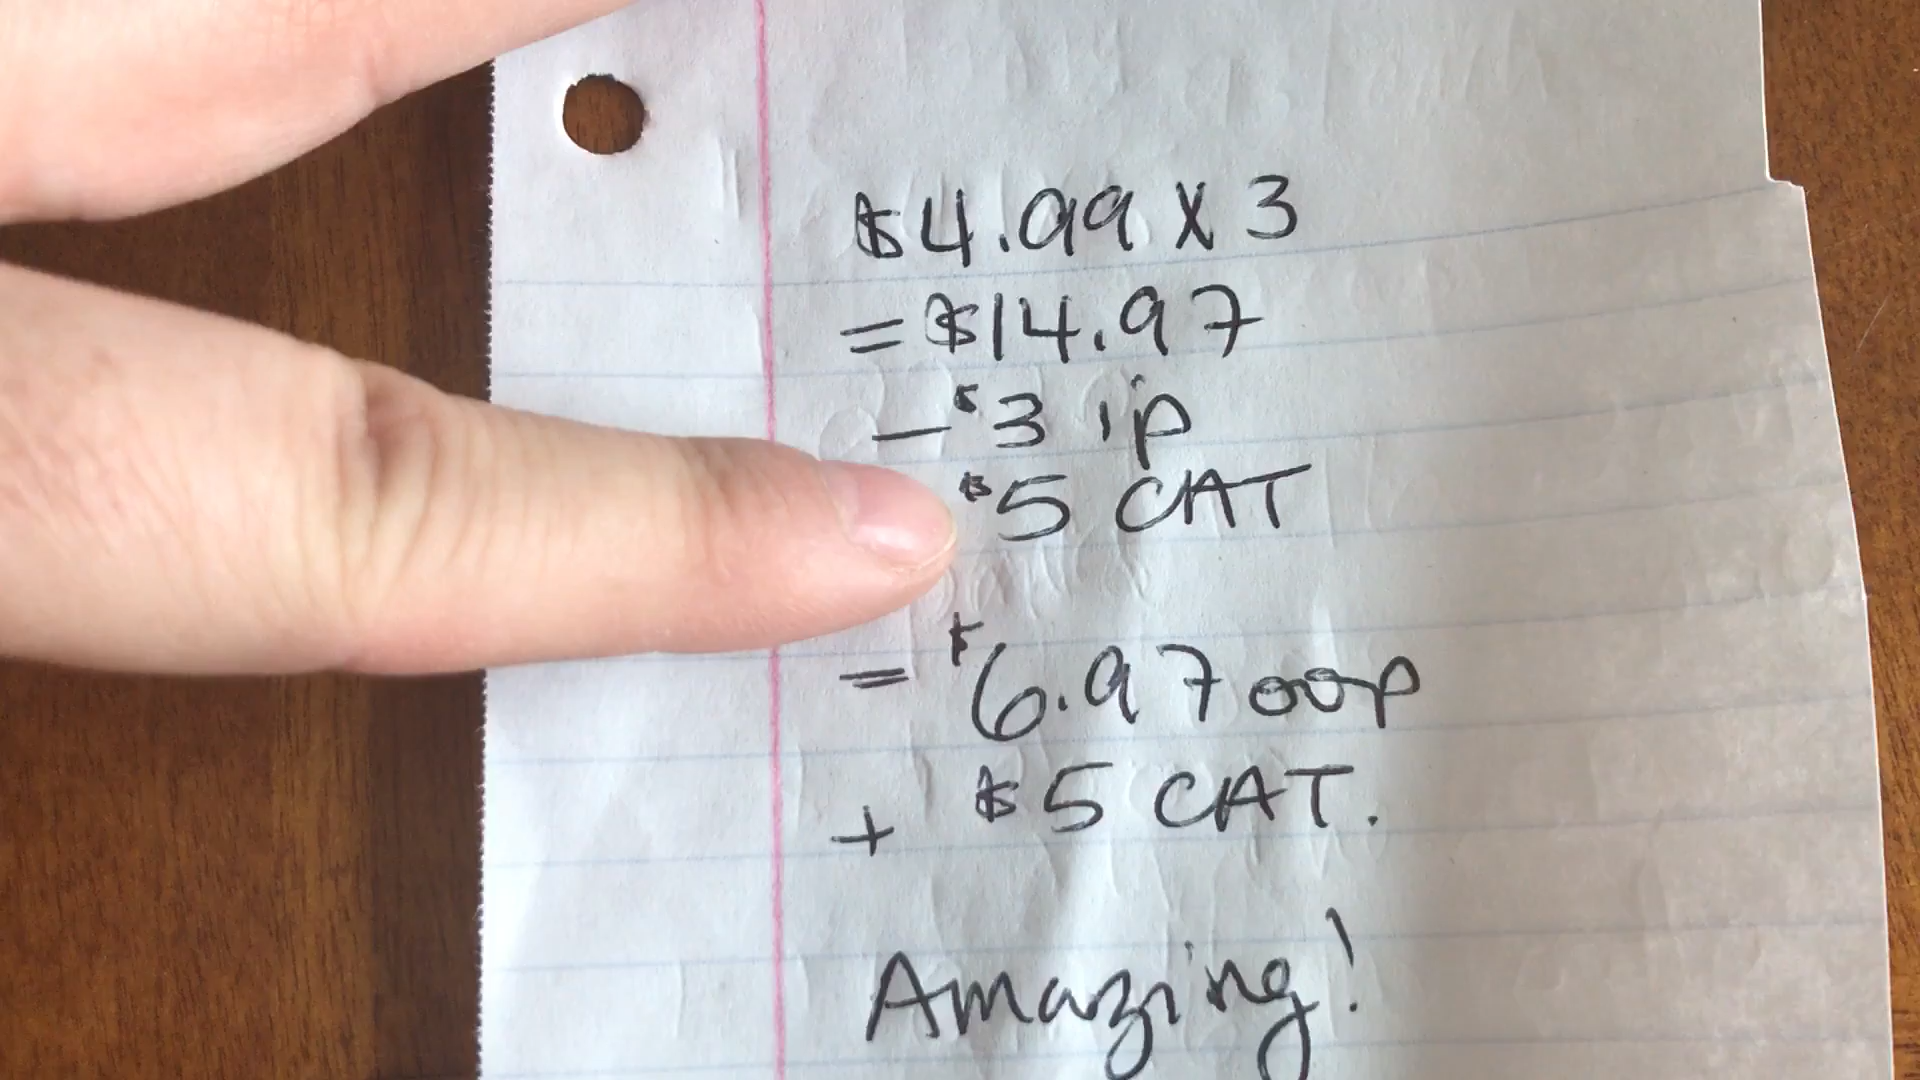 $4.99 X 3
= $14.97
- $3 ip
$5 CAT
= $6.97 oop
+ $5 CAT.
Amazing!